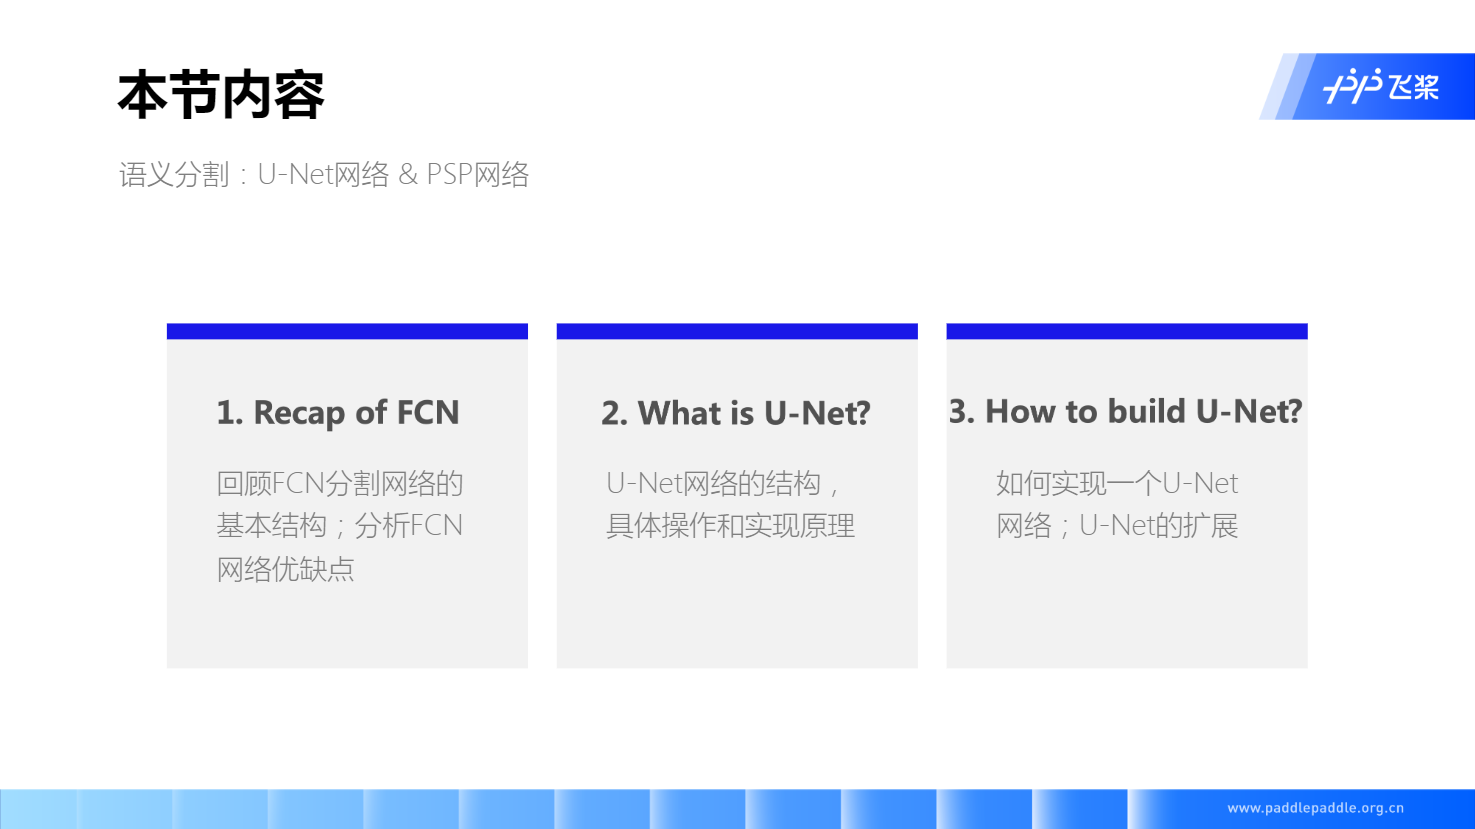 本节内容
飞桨
语义分割：U-Net网络 & PSP网络
1. Recap of FCN
回顾FCN分割网络的
基本结构；分析FCN
网络优缺点
2. What is U-Net?
U-Net网络的结构，
具体操作和实现原理
3. How to build U-Net?
如何实现一个U-Net
网络；U-Net的扩展
www.paddlepaddle.org.cn